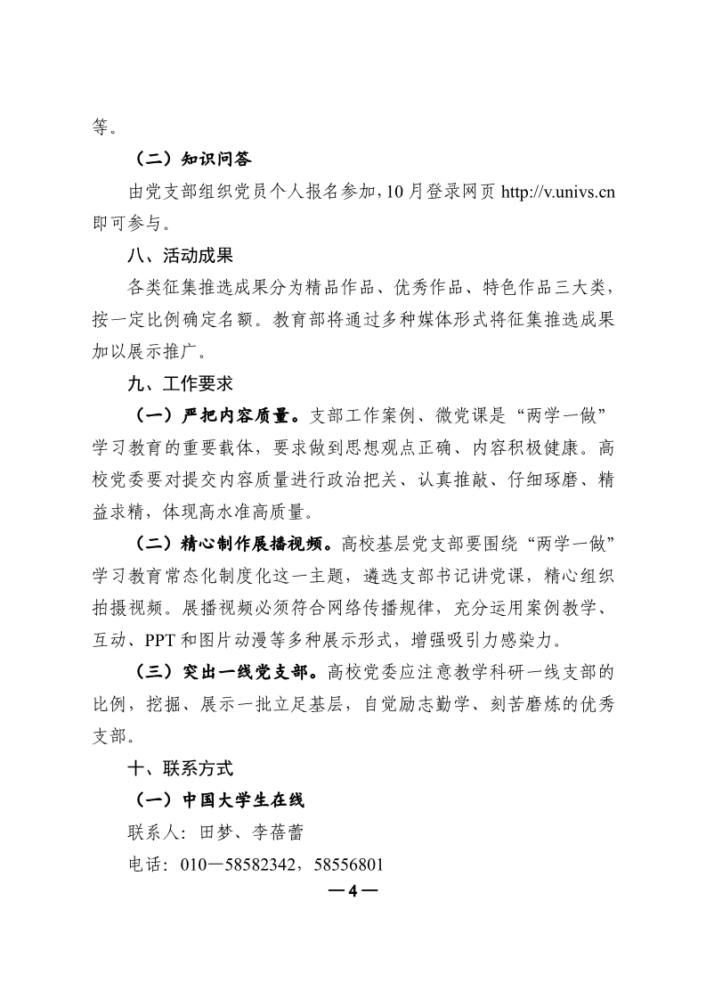 等。
（二）知识问答
由党支部组织党员个人报名参加，10 月登录网页 http://v.univs.cn
即可参与。
八、活动成果
各类征集推选成果分为精品作品、优秀作品、特色作品三大类，
按一定比例确定名额。教育部将通过多种媒体形式将征集推选成果
加以展示推广。
九、工作要求
（一）严把内容质量。支部工作案例、微党课是“两学一做”
学习教育的重要载体，要求做到思想观点正确、内容积极健康。高
校党委要对提交内容质量进行政治把关、认真推敲、仔细琢磨、精
益求精，体现高水准高质量。
（二）精心制作展播视频。高校基层党支部要围绕“两学一做”
学习教育常态化制度化这一主题，遴选支部书记讲党课，精心组织
拍摄视频。展播视频必须符合网络传播规律，充分运用案例教学、
互动、PPT 和图片动漫等多种展示形式，增强吸引力感染力。
（三）突出一线党支部。高校党委应注意教学科研一线支部的
比例，挖掘、展示一批立足基层，自觉励志勤学、刻苦磨炼的优秀
支部。
十、联系方式
（一）中国大学生在线
联系人：田梦、李蓓蕾
电话：010—58582342，58556801
— 4 —